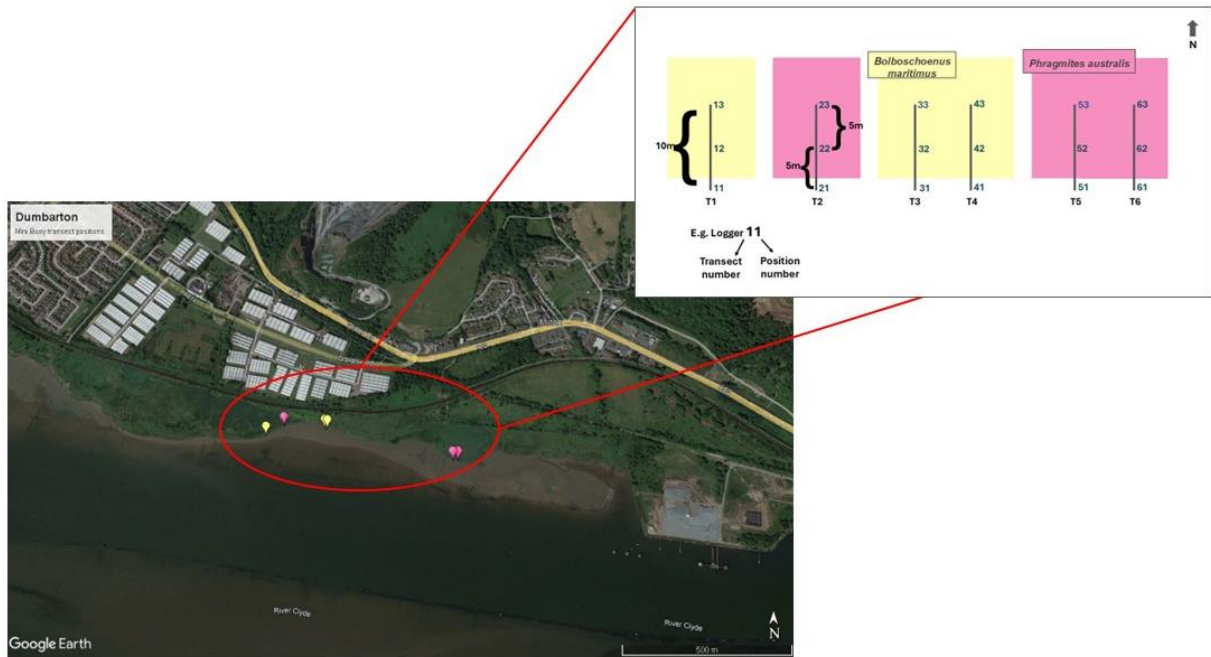 N
Bolboschoenus
maritimus
Phragmites australis
13 23 33 43 53 63
5m
10m 12 22 32 42 52 62
5m
11 21 31 41 51 61
T1 T2 T3 T4 T5 T6
E.g. Logger 11
Transect
number
Position
number
Dumbarton
Mini Buoy transect positions
River Clyde
River Clyde
N
Google Earth
500 m